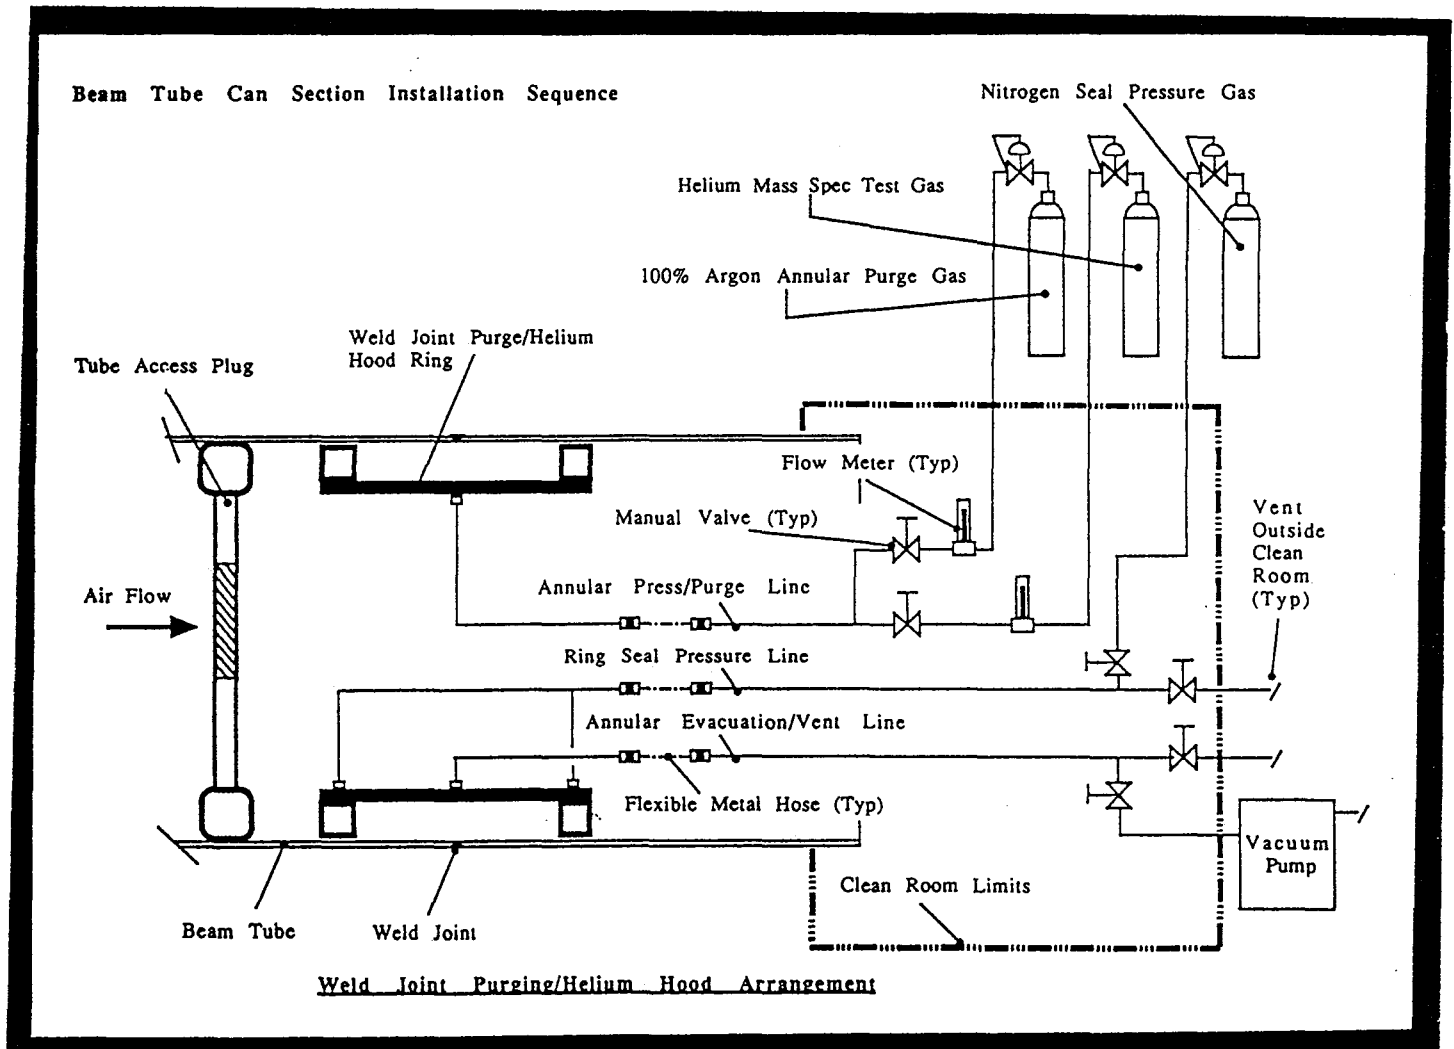 Beam Tube Can Section Installation Sequence
Nitrogen Seal Pressure Gas
Helium Mass Spec Test Gas
100% Argon Annular Purge Gas
Weld Joint Purge/Helium
Hood Ring
Tube Access Plug
Flow Meter (Typ)
Manual Valve (Typ)
Vent
Outside
Clean
Room
(Typ)
Annular Press/Purge Line
Air Flow
Ring Seal Pressure Line
Annular Evacuation/Vent Line
Flexible Metal Hose (Typ)
Vacuum
Pump
Clean Room Limits
Beam Tube
Weld Joint
Weld Joint Purging/Helium Hood Arrangement